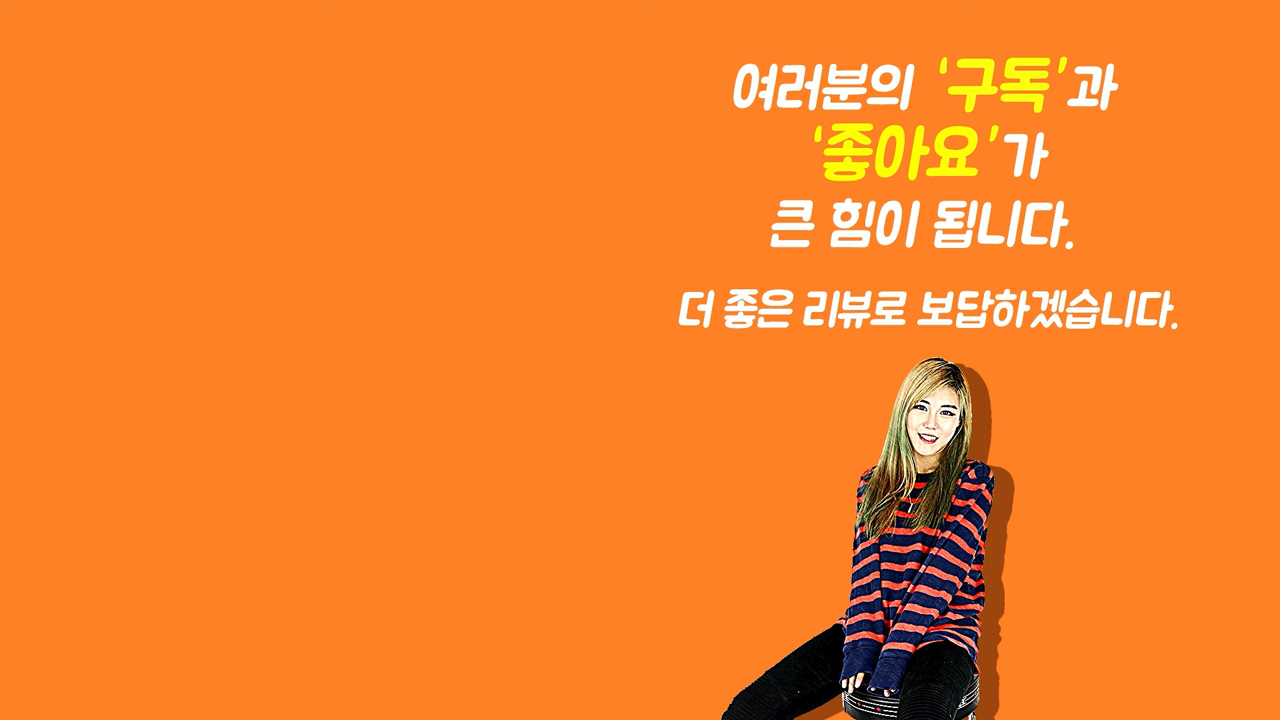 여러분의 '구독'과
'좋아요'가
큰 힘이 됩니다.
더 좋은 리뷰로 보답하겠습니다.